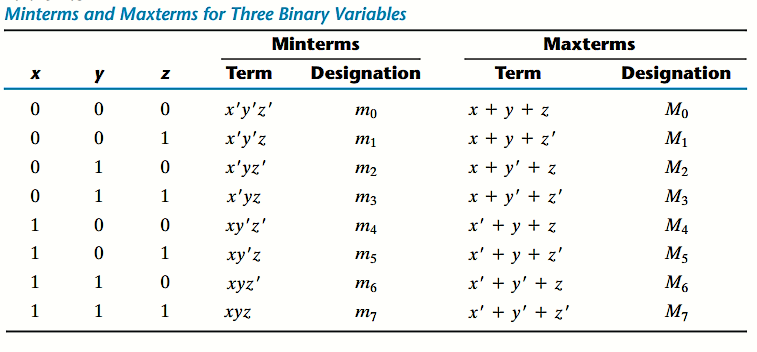 Minterms and Maxterms for Three Binary Variables
Minterms Maxterms
x y z Term Designation Term Designation
0 0 0 x′y′z′ m₀ x + y + z M₀
0 0 1 x′y′z m₁ x + y + z′ M₁
0 1 0 x′yz′ m₂ x + y′ + z M₂
0 1 1 x′yz m₃ x + y′ + z′ M₃
1 0 0 xy′z′ m₄ x′ + y + z M₄
1 0 1 xy′z m₅ x′ + y + z′ M₅
1 1 0 xyz′ m₆ x′ + y′ + z M₆
1 1 1 xyz m₇ x′ + y′ + z′ M₇